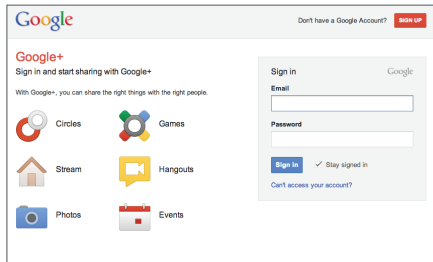 Google
Don't have a Google Account? SIGN UP
Google+
Sign in and start sharing with Google+
With Google+, you can share the right things with the right people.
Circles
Games
Stream
Hangouts
Photos
Events
Sign in Google
Email
Password
Sign in ✓ Stay signed in
Can't access your account?